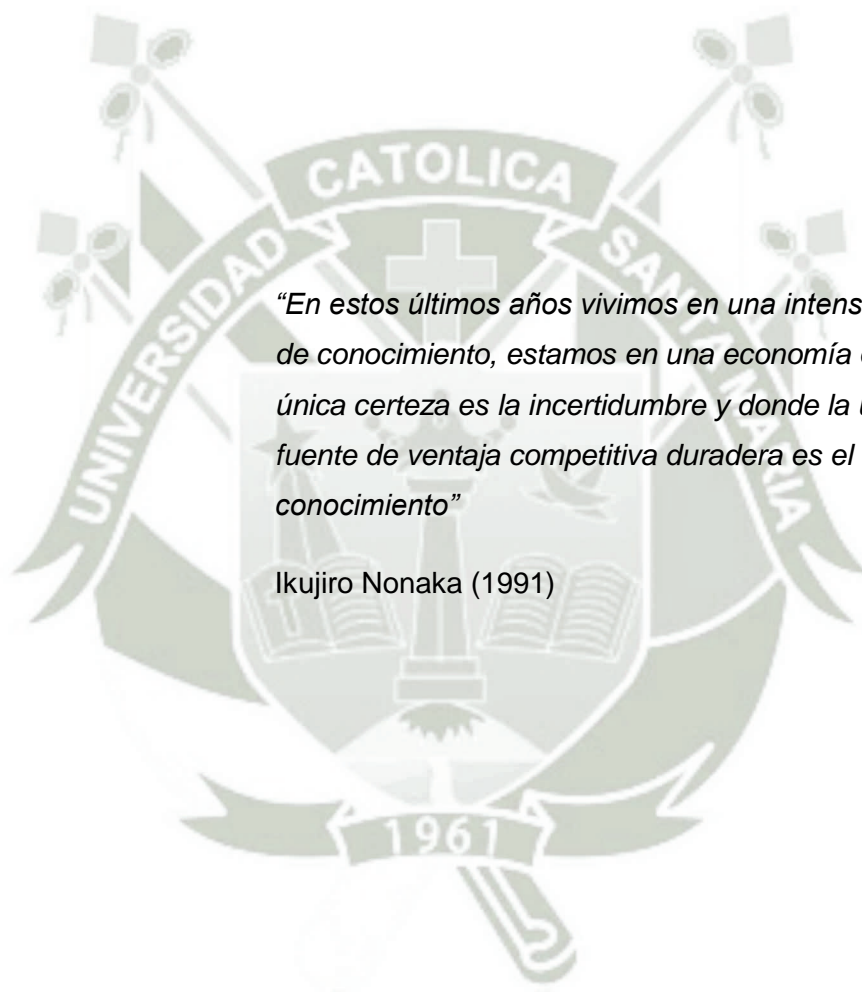 CATOLICA
UNIVERSIDAD
SANTA MARIA
“En estos últimos años vivimos en una
de conocimiento, estamos en una economía
única certeza es la incertidumbre y donde la
fuente de ventaja competitiva duradera es el
conocimiento”
Ikujiro Nonaka (1991)
1961